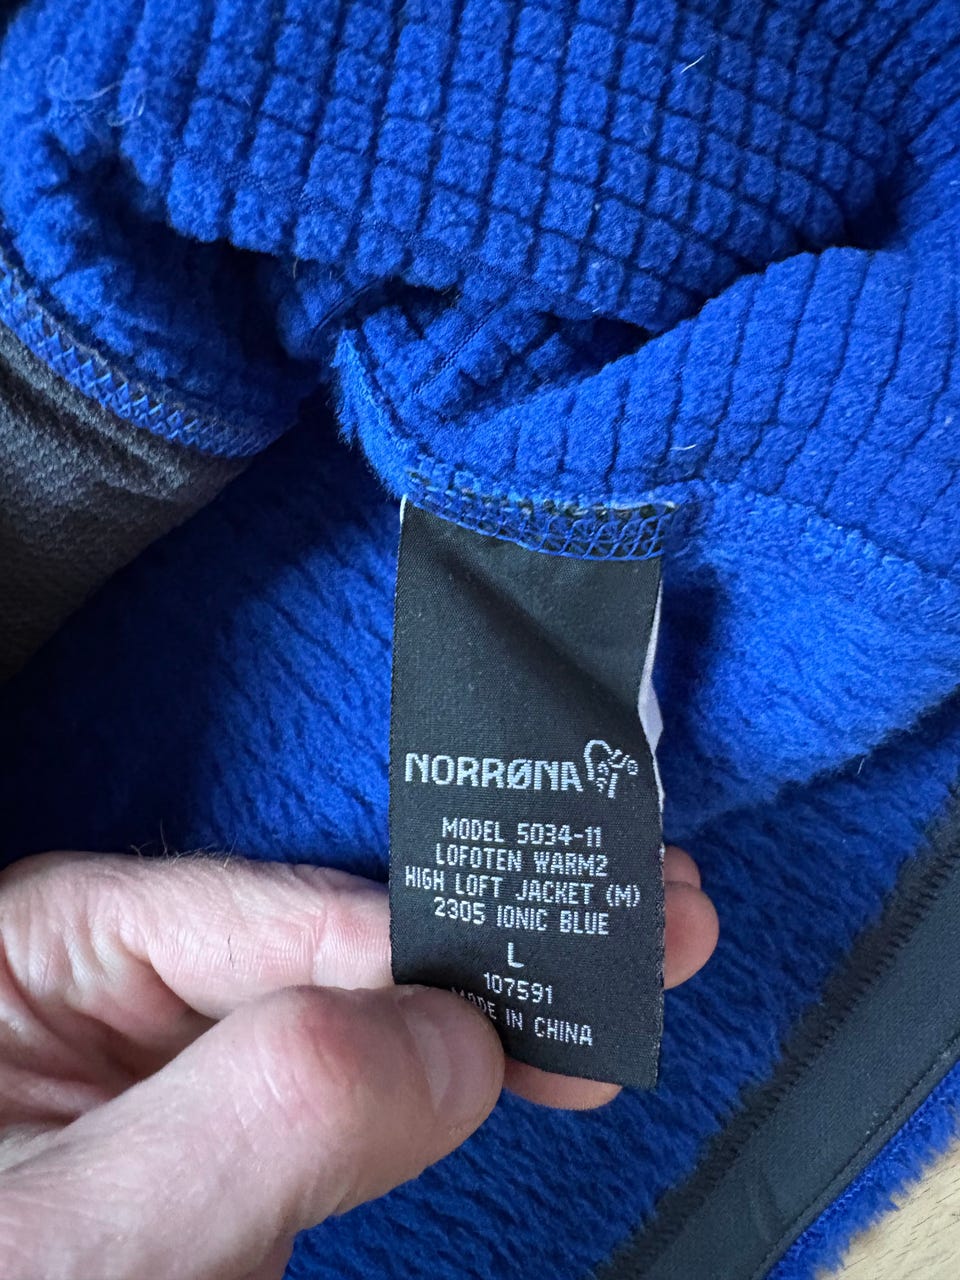 NORRØNA
MODEL 5034-11
LOFOTEN WARM2
HIGH LOFT JACKET (M)
2305 IONIC BLUE
L
107591
MADE IN CHINA